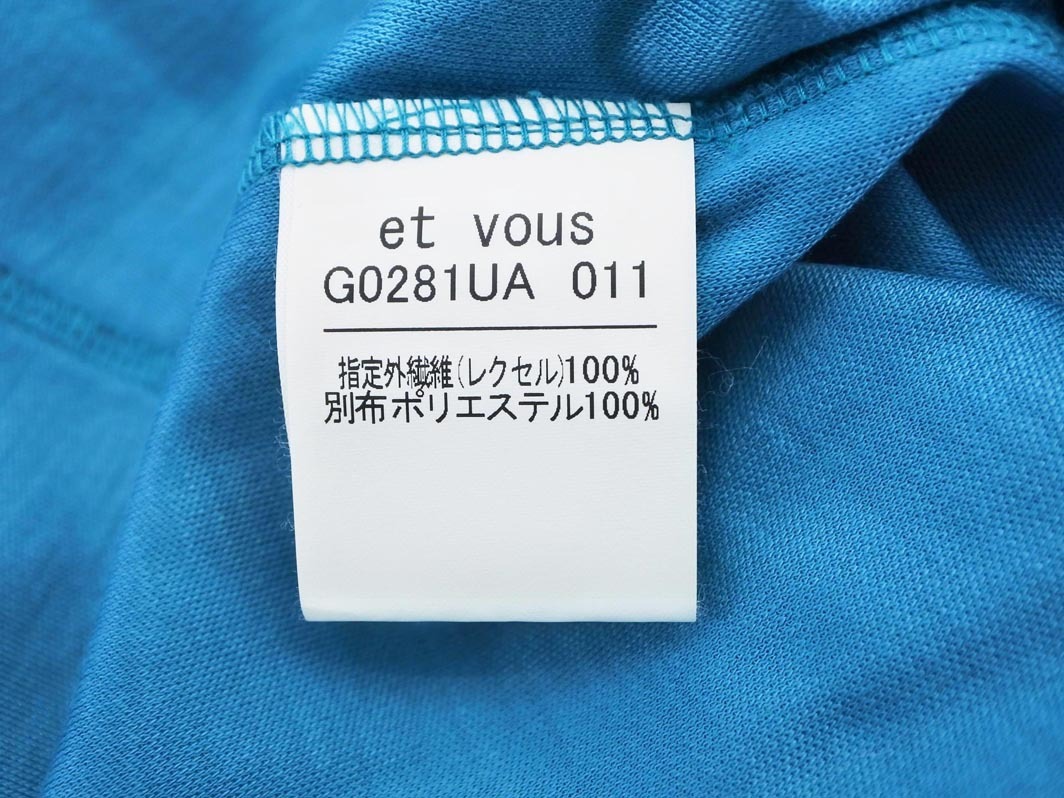 et vous
G0281UA 011
指定外繊維(レクセル)100%
別布ポリエステル100%